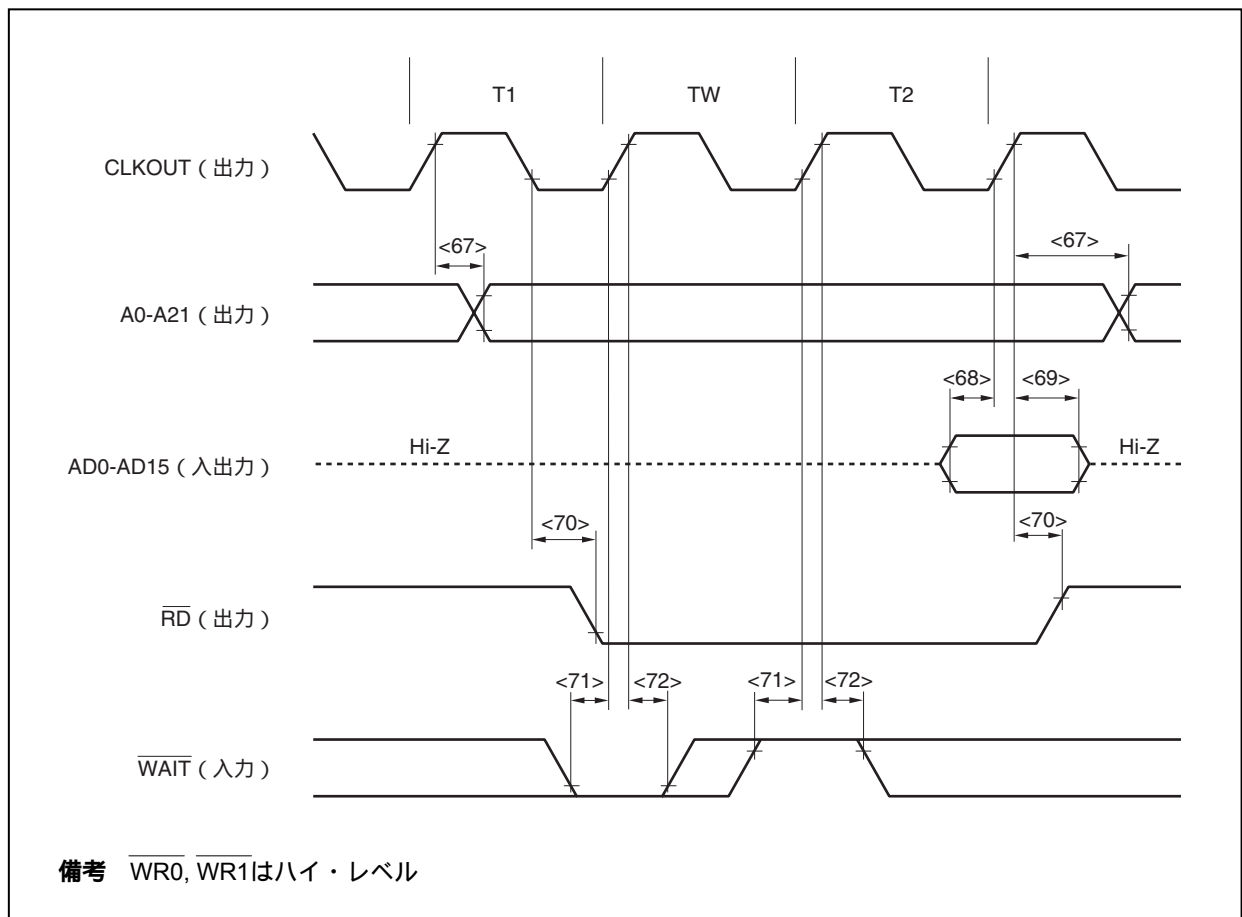 T1 TW T2
CLKOUT（出力）
<67> <67>
A0-A21（出力）
<68> <69>
Hi-Z Hi-Z
AD0-AD15（入出力）
<70> <70>
RD（出力）
<71> <72> <71> <72>
WAIT（入力）
備考 WR0, WR1はハイ・レベル